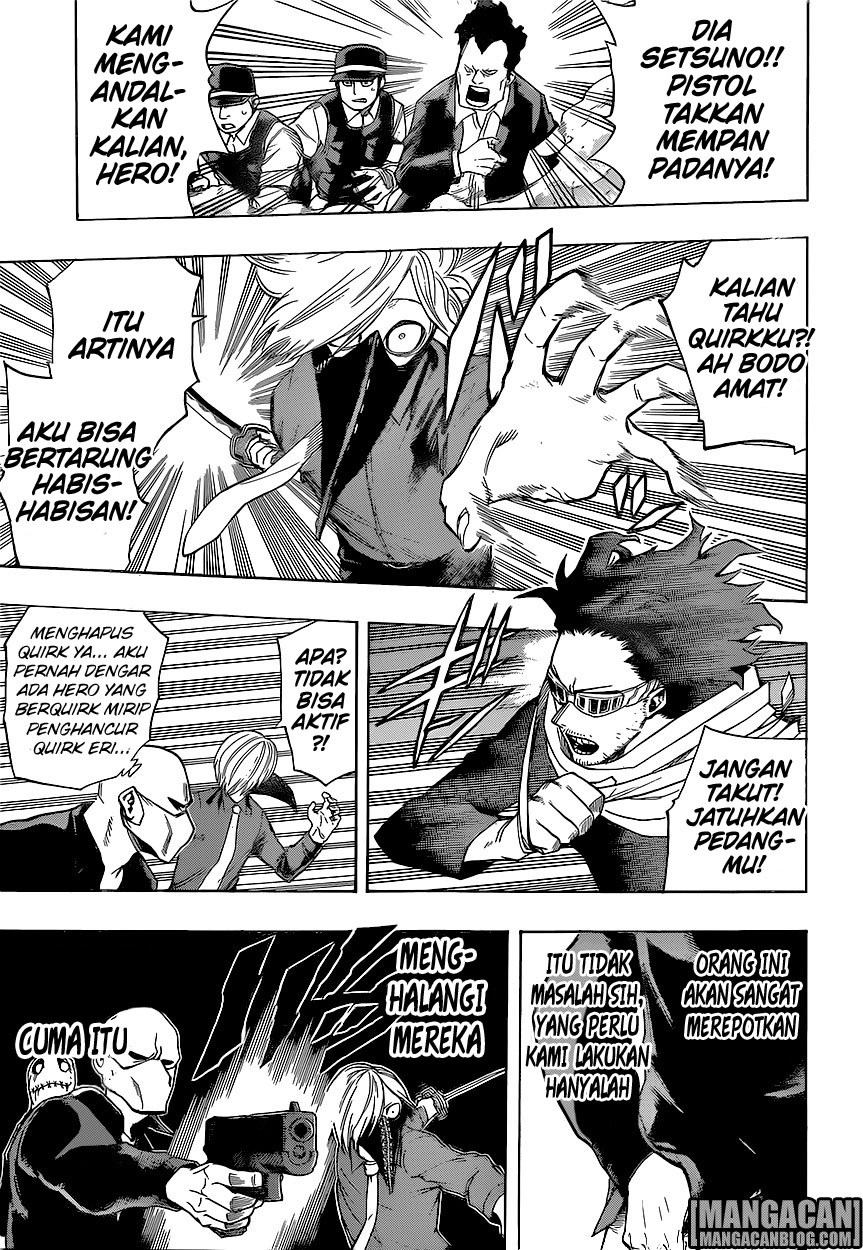 DIA
SETSUNO!!
PISTOL
TAKKAN
MEMPAN
PADANYA!
KAMI
MENG-
ANDAL-
KAN
KALIAN,
HERO!
KALIAN
TAHU
QUIRKKU?!
AH BODO
AMAT!
ITU
ARTINYA
AKU BISA
BERTARUNG
HABIS-
HABISAN!
JANGAN
TAKUT!
JATUHKAN
PEDANG-
MU!
APA?
TIDAK
BISA
AKTIF
?!
MENGHAPUS
QUIRK YA... AKU
PERNAH DENGAR
ADA HERO YANG
BERQUIRK MIRIP
PENGHANCUR
QUIRK ERI...
ORANG INI
AKAN SANGAT
MEREPOTKAN
ITU TIDAK
MASALAH SIH,
YANG PERLU
KAMI LAKUKAN
HANYALAH
MENG-
HALANGI
MEREKA
CUMA ITU
[MANGACAN]
MANGACANBLOG.COM